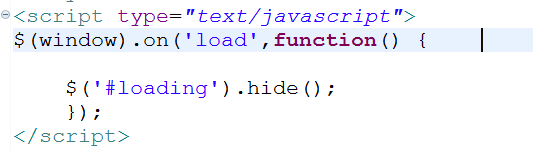 <script type="text/javascript">
$(window).on('load',function() {
$('#loading').hide();
});
</script>